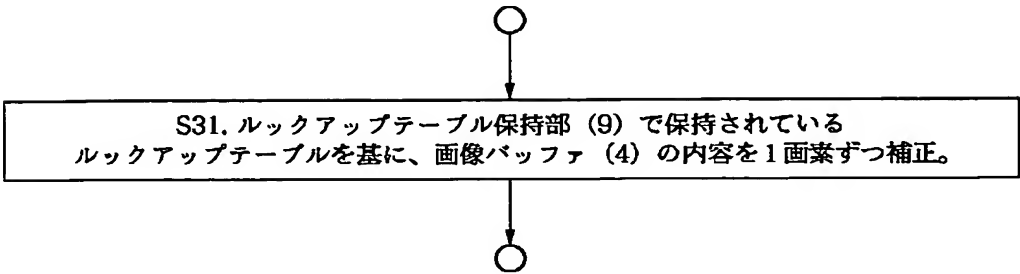 S31. ルックアップテーブル保持部（9）で保持されている
ルックアップテーブルを基に、画像バッファ（4）の内容を1画素ずつ補正。